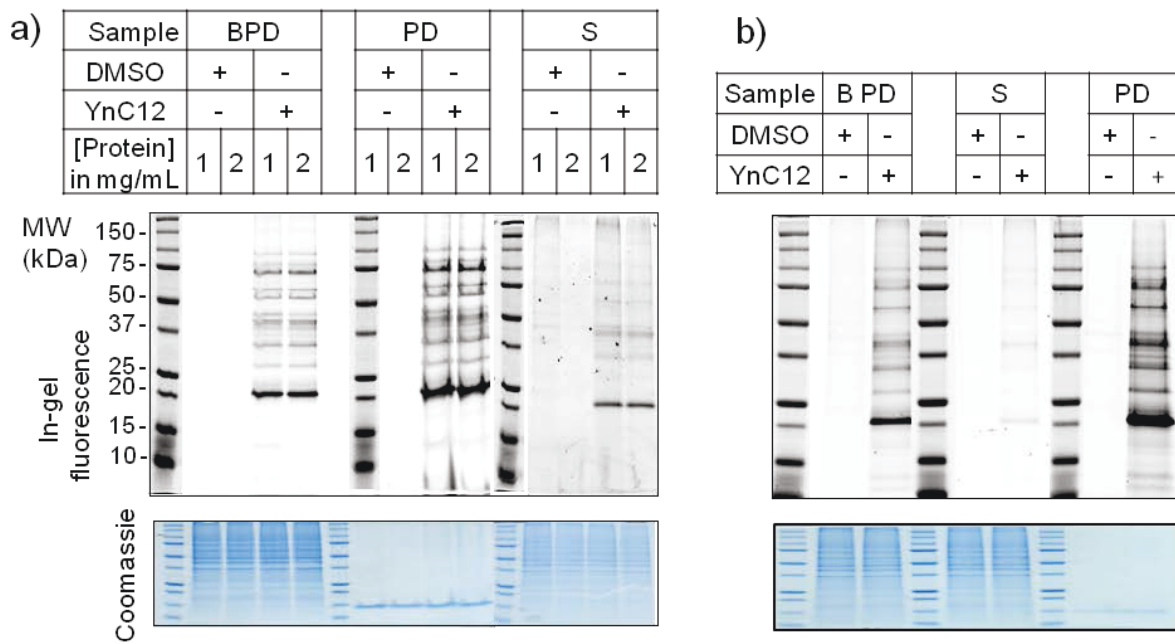 a)
Sample BPD PD S
DMSO + - + - + -
YnC12 - + - + - +
[Protein] in mg/mL 1 2 1 2 1 2 1 2 1 2 1 2
MW
(kDa)
150-
75-
50-
37-
25-
20-
15-
10-
In-gel
fluorescence
Coomassie
b)
Sample B PD S PD
DMSO + - + - + -
YnC12 - + - + - +